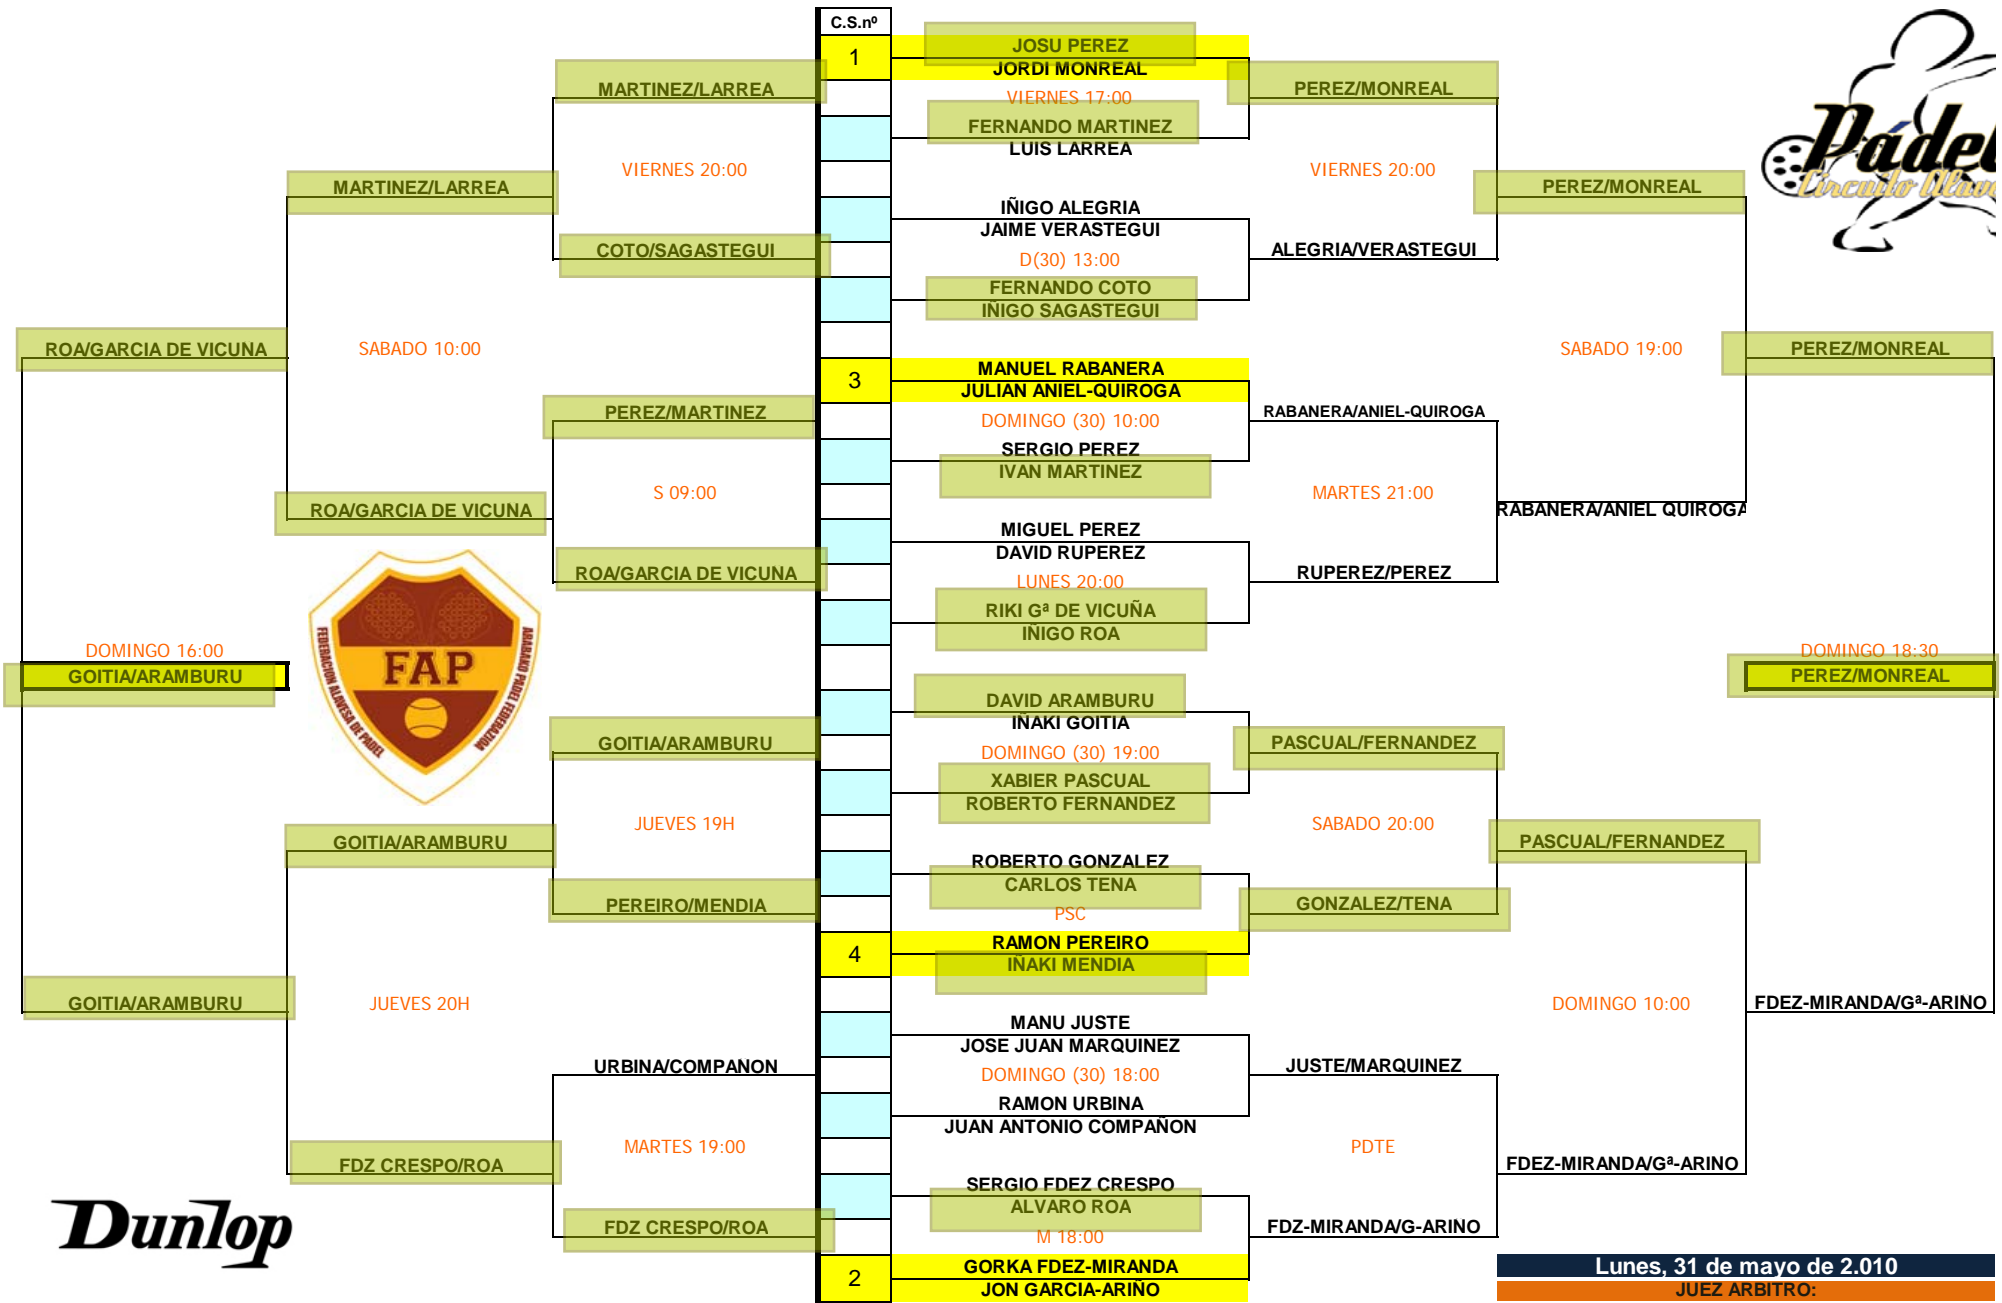 C.S.nº
1
JOSU PEREZ
JORDI MONREAL
VIERNES 17:00
FERNANDO MARTINEZ
LUIS LARREA
IÑIGO ALEGRIA
JAIME VERASTEGUI
D(30) 13:00
FERNANDO COTO
IÑIGO SAGASTEGUI
3
MANUEL RABANERA
JULIAN ANIEL-QUIROGA
DOMINGO (30) 10:00
SERGIO PEREZ
IVAN MARTINEZ
MIGUEL PEREZ
DAVID RUPEREZ
LUNES 20:00
RIKI Gª DE VICUÑA
IÑIGO ROA
DAVID ARAMBURU
IÑAKI GOITIA
DOMINGO (30) 19:00
XABIER PASCUAL
ROBERTO FERNANDEZ
ROBERTO GONZALEZ
CARLOS TENA
PSC
4
RAMON PEREIRO
IÑAKI MENDIA
MANU JUSTE
JOSE JUAN MARQUINEZ
DOMINGO (30) 18:00
RAMON URBINA
JUAN ANTONIO COMPAÑON
SERGIO FDEZ CRESPO
ALVARO ROA
M 18:00
2
GORKA FDEZ-MIRANDA
JON GARCIA-ARIÑO
MARTINEZ/LARREA
VIERNES 20:00
COTO/SAGASTEGUI
PEREZ/MARTINEZ
S 09:00
ROA/GARCIA DE VICUNA
GOITIA/ARAMBURU
JUEVES 19H
PEREIRO/MENDIA
URBINA/COMPANON
MARTES 19:00
FDZ CRESPO/ROA
MARTINEZ/LARREA
SABADO 10:00
ROA/GARCIA DE VICUNA
GOITIA/ARAMBURU
JUEVES 20H
FDZ CRESPO/ROA
ROA/GARCIA DE VICUNA
DOMINGO 16:00
GOITIA/ARAMBURU
GOITIA/ARAMBURU
FEDERACION ALAVESA DE PADEL
FAP
ARABAKO PADEL FEDERAZIOA
Dunlop
PEREZ/MONREAL
VIERNES 20:00
ALEGRIA/VERASTEGUI
RABANERA/ANIEL-QUIROGA
MARTES 21:00
RUPEREZ/PEREZ
PASCUAL/FERNANDEZ
SABADO 20:00
GONZALEZ/TENA
JUSTE/MARQUINEZ
PDTE
FDZ-MIRANDA/G-ARINO
PEREZ/MONREAL
SABADO 19:00
RABANERA/ANIEL QUIROGA
PASCUAL/FERNANDEZ
DOMINGO 10:00
FDEZ-MIRANDA/Gª-ARINO
PEREZ/MONREAL
DOMINGO 18:30
PEREZ/MONREAL
FDEZ-MIRANDA/Gª-ARINO
Pádel
Circuito Alav
Lunes, 31 de mayo de 2.010
JUEZ ARBITRO: